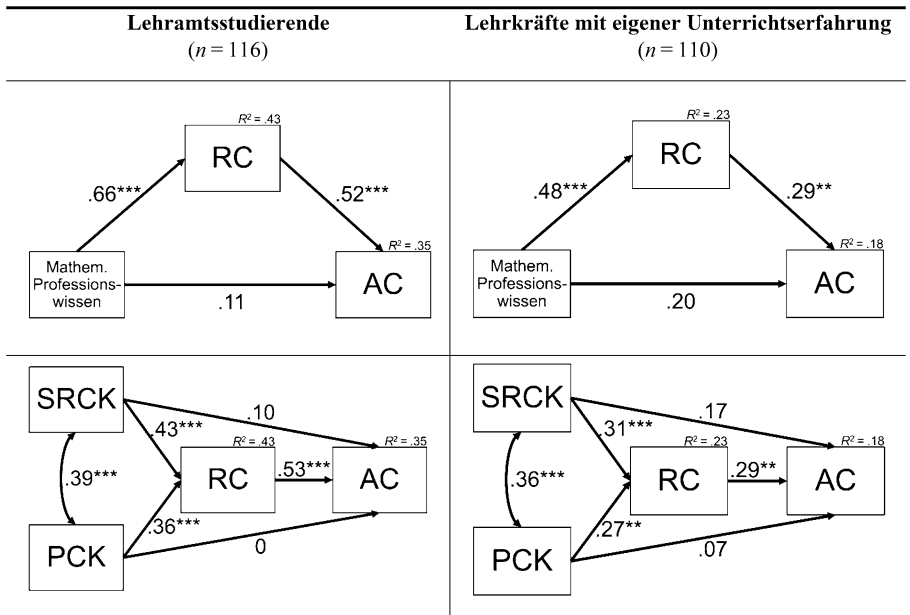 Lehramtsstudierende
(n = 116)
Lehrkräfte mit eigener Unterrichtserfahrung
(n = 110)
R² = .43
RC
.66***
.52***
R² = .35
Mathem.
Professions-
wissen
AC
.11
R² = .23
RC
.48***
.29**
R² = .18
Mathem.
Professions-
wissen
AC
.20
SRCK
.10
.43***
R² = .43
R² = .35
.39***
RC
.53***
AC
.36***
PCK
0
SRCK
.17
.31***
R² = .23
R² = .18
.36***
RC
.29**
AC
.27**
PCK
.07